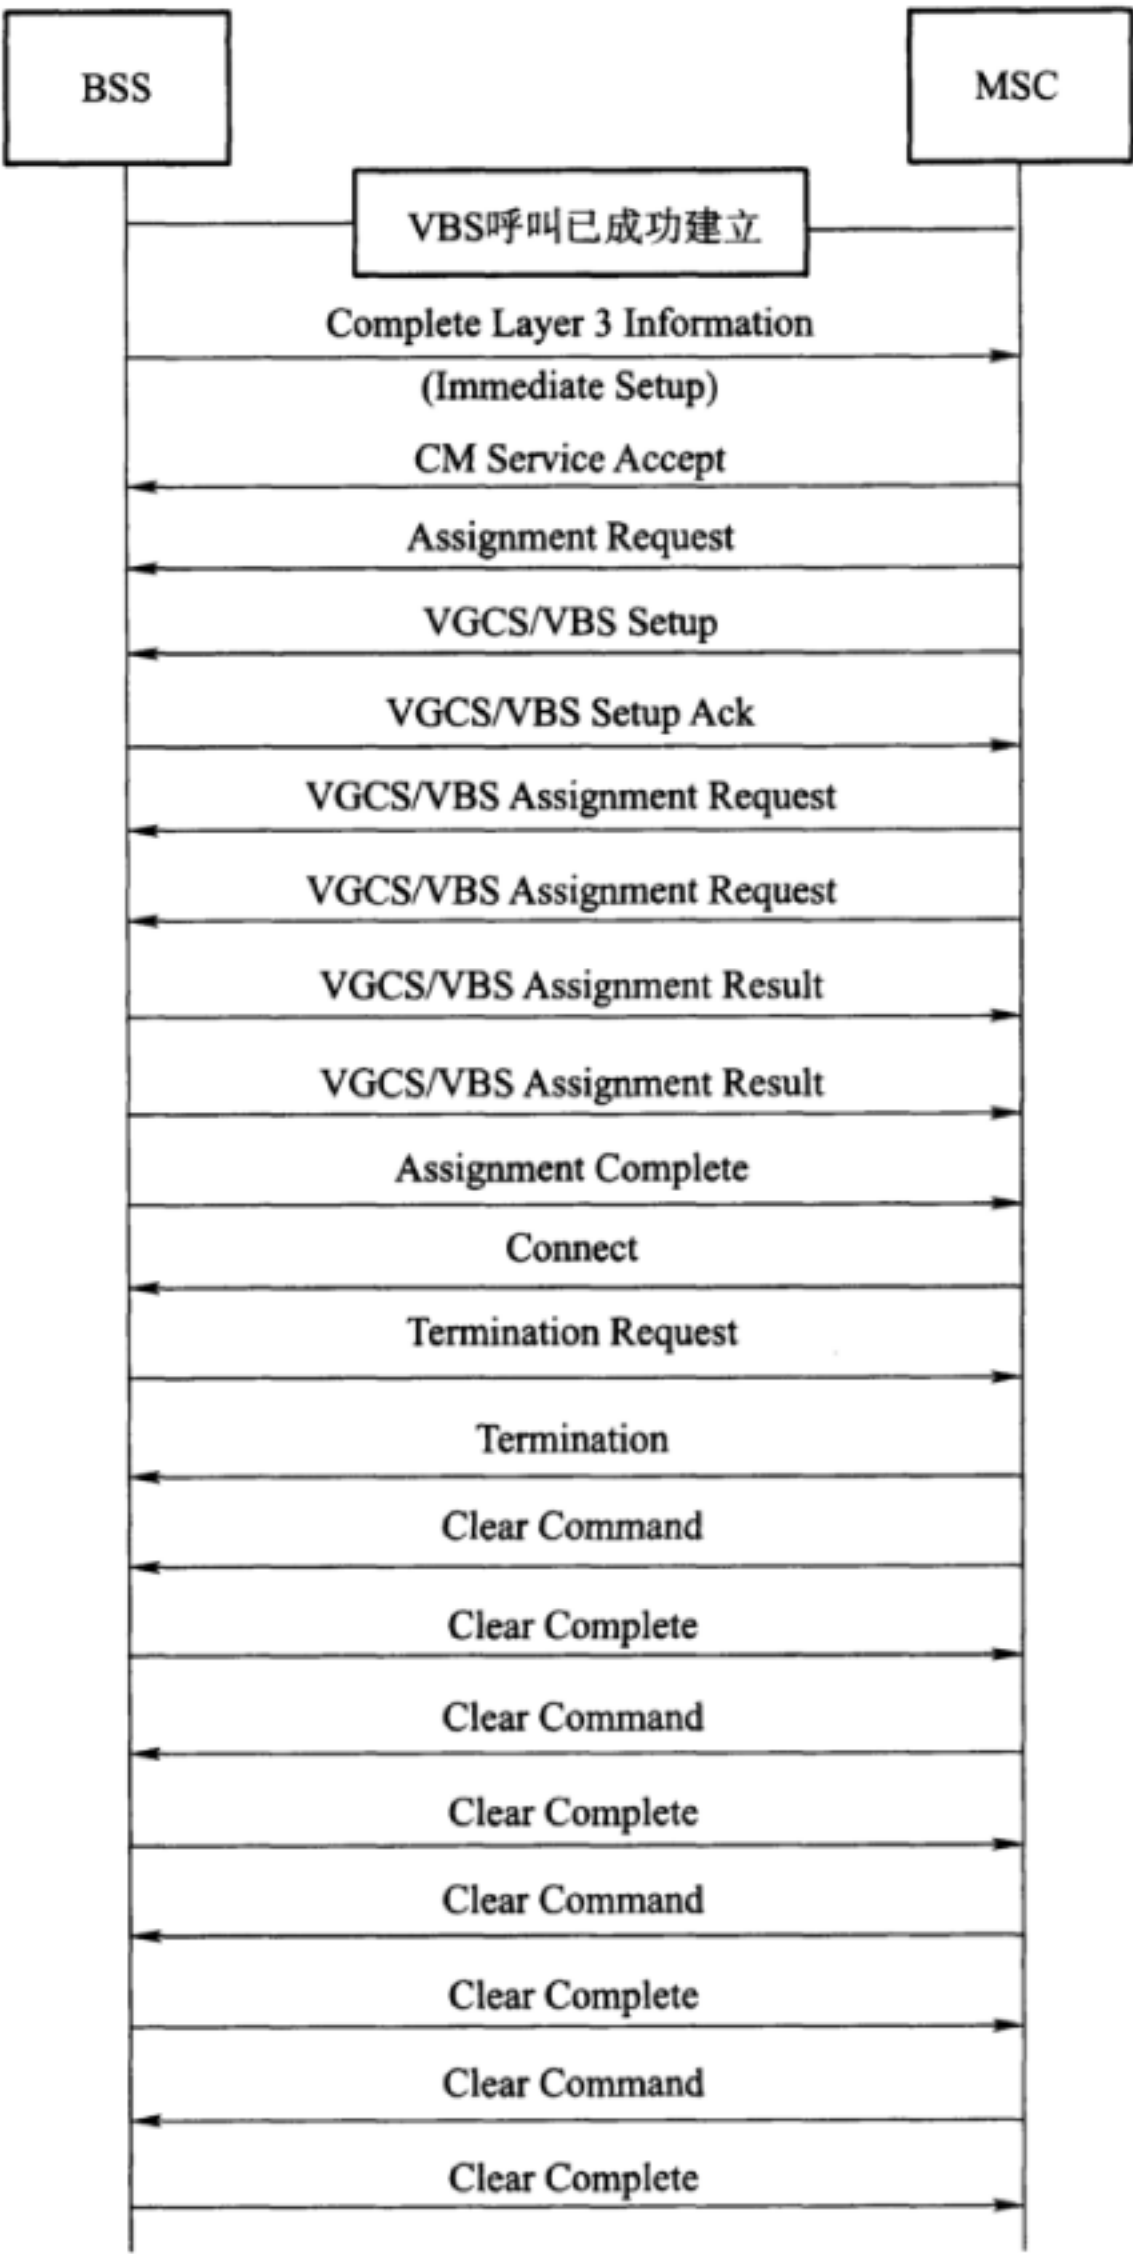 BSS
MSC
VBS呼叫已成功建立
Complete Layer 3 Information
(Immediate Setup)
CM Service Accept
Assignment Request
VGCS/VBS Setup
VGCS/VBS Setup Ack
VGCS/VBS Assignment Request
VGCS/VBS Assignment Request
VGCS/VBS Assignment Result
VGCS/VBS Assignment Result
Assignment Complete
Connect
Termination Request
Termination
Clear Command
Clear Complete
Clear Command
Clear Complete
Clear Command
Clear Complete
Clear Command
Clear Complete